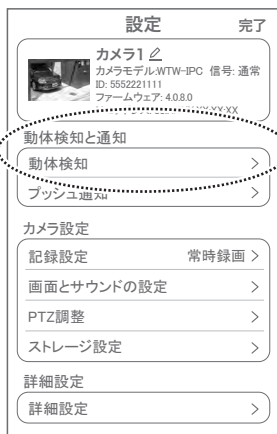 設定 完了
カメラ1
カメラモデル:WTW-IPC 信号: 通常
ID: 5552221111
ファームウェア: 4.0.8.0
動体検知と通知
動体検知 >
プッシュ通知 >
カメラ設定
記録設定 常時録画 >
画面とサウンドの設定 >
PTZ調整 >
ストレージ設定 >
詳細設定
詳細設定 >